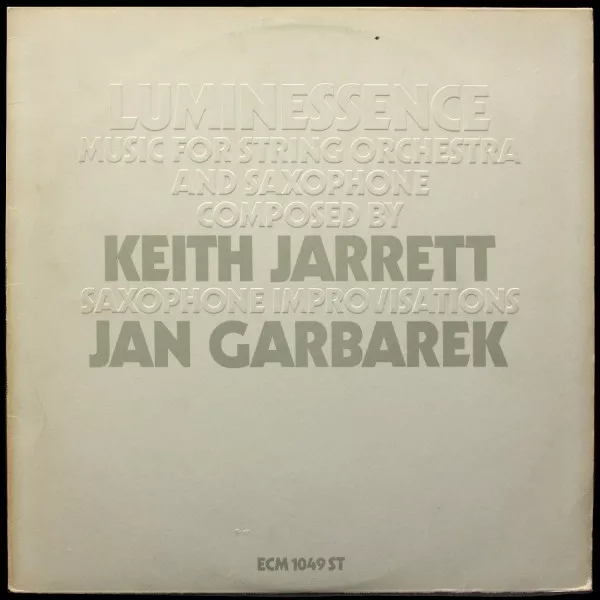 LUMINESSENCE
MUSIC FOR STRING ORCHESTRA
AND SAXOPHONE
COMPOSED BY
KEITH JARRETT
SAXOPHONE IMPROVISATIONS
JAN GARBAREK
ECM 1049 ST